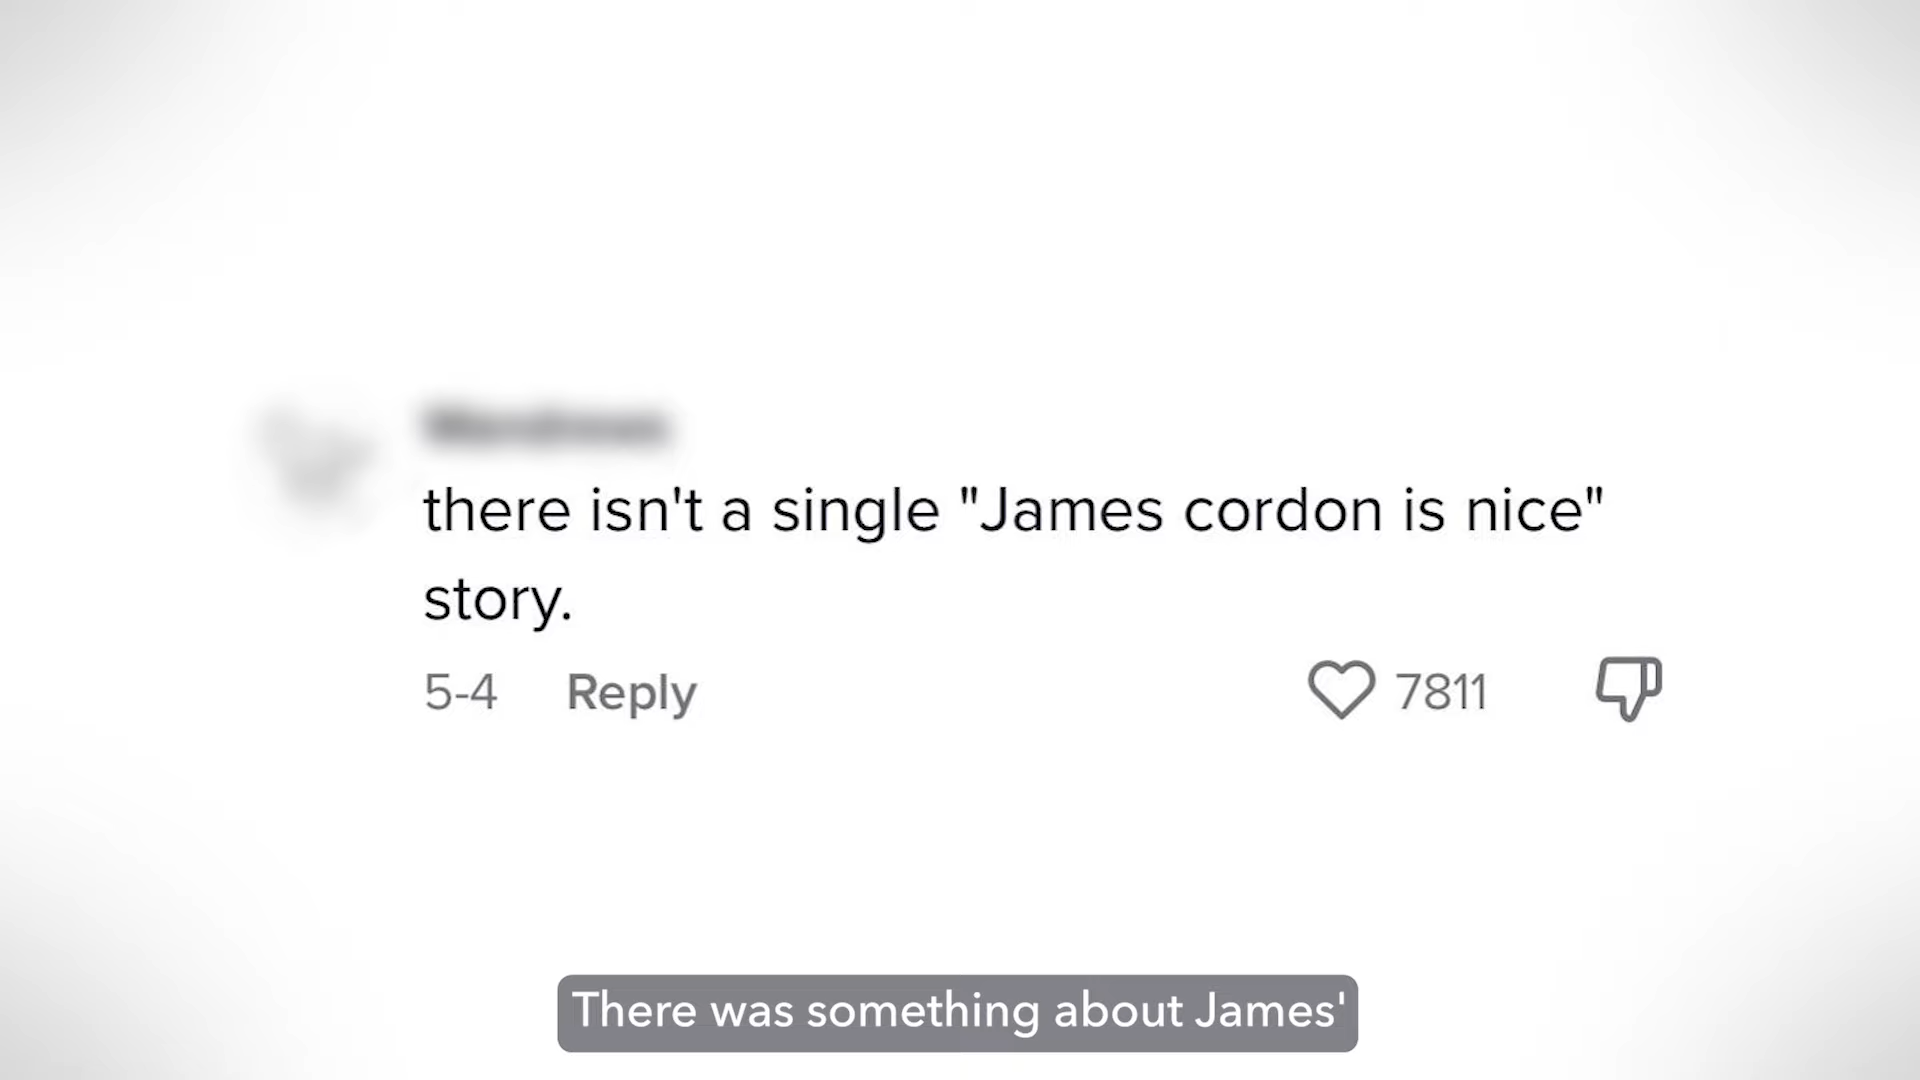 there isn't a single "James cordon is nice"
story.
5-4 Reply 7811
There was something about James'